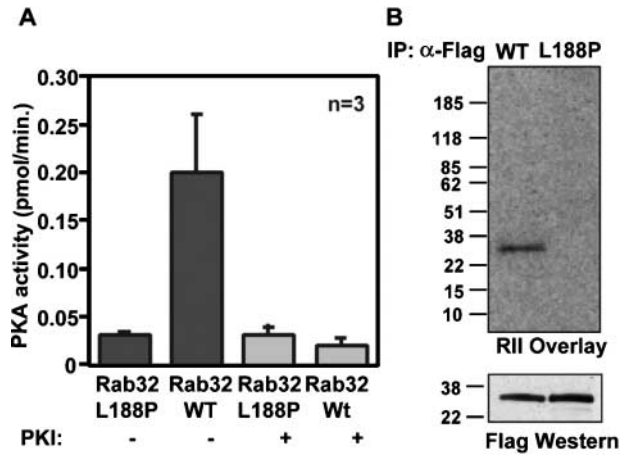 A
n=3
PKA activity (pmol/min.)
0.30
0.25
0.20
0.15
0.10
0.05
0
Rab32 Rab32 Rab32 Rab32
L188P WT L188P Wt
PKI: - - + +
B
IP: α-Flag WT L188P
185
118
85
62
51
38
22
15
10
RII Overlay
38
22
Flag Western